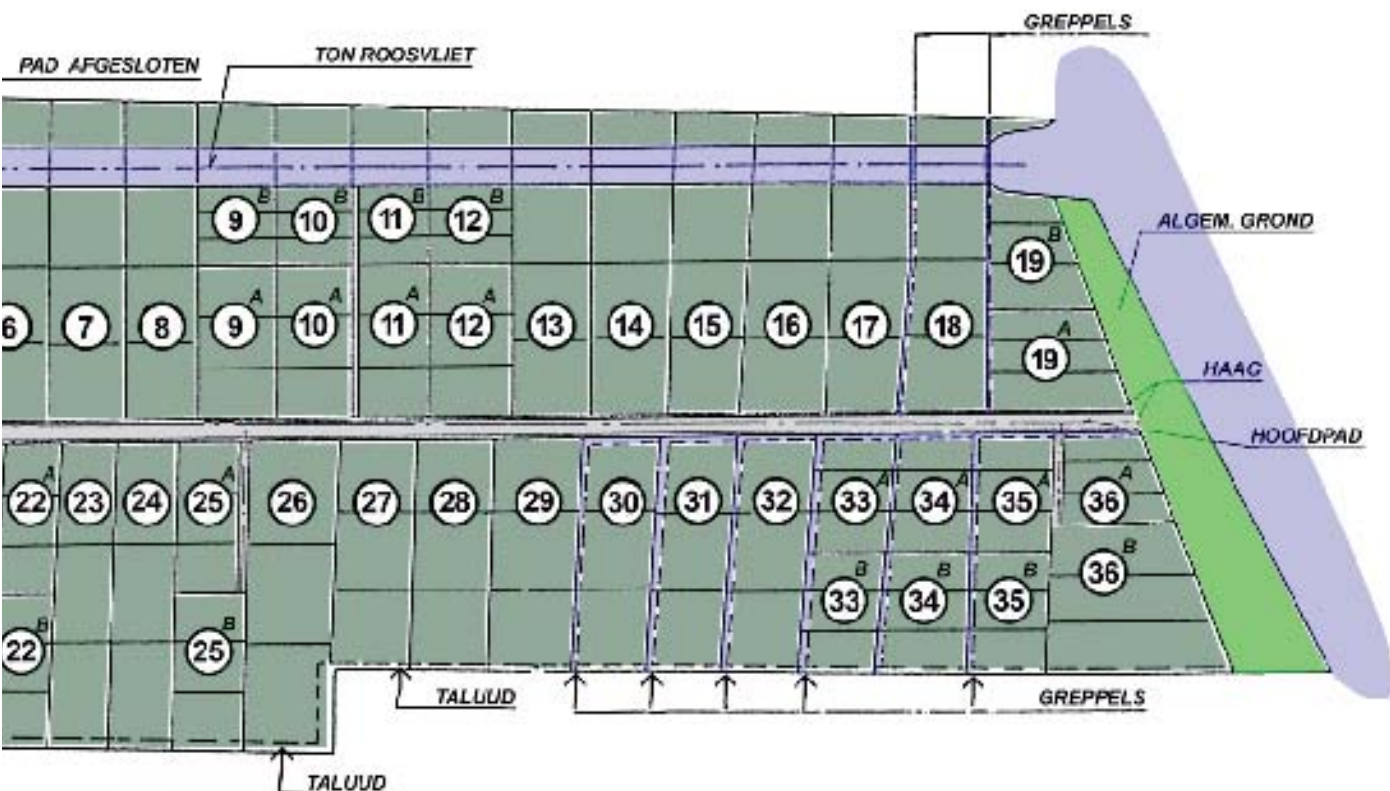 GREPPELS
PAD AFGESLOTEN
TON ROOSVLIET
9 B
10 B
11 B
12 B
ALGEM. GROND
19 B
6
7
8
9 A
10 A
11 A
12 A
13
14
15
16
17
18
19 A
HAAG
HOOFDPAD
22 A
23
24
25 A
26
27
28
29
30
31
32
33 A
34 A
35 A
36 A
36 B
33 B
34 B
35 B
22 B
25 B
TALUUD
GREPPELS
TALUUD